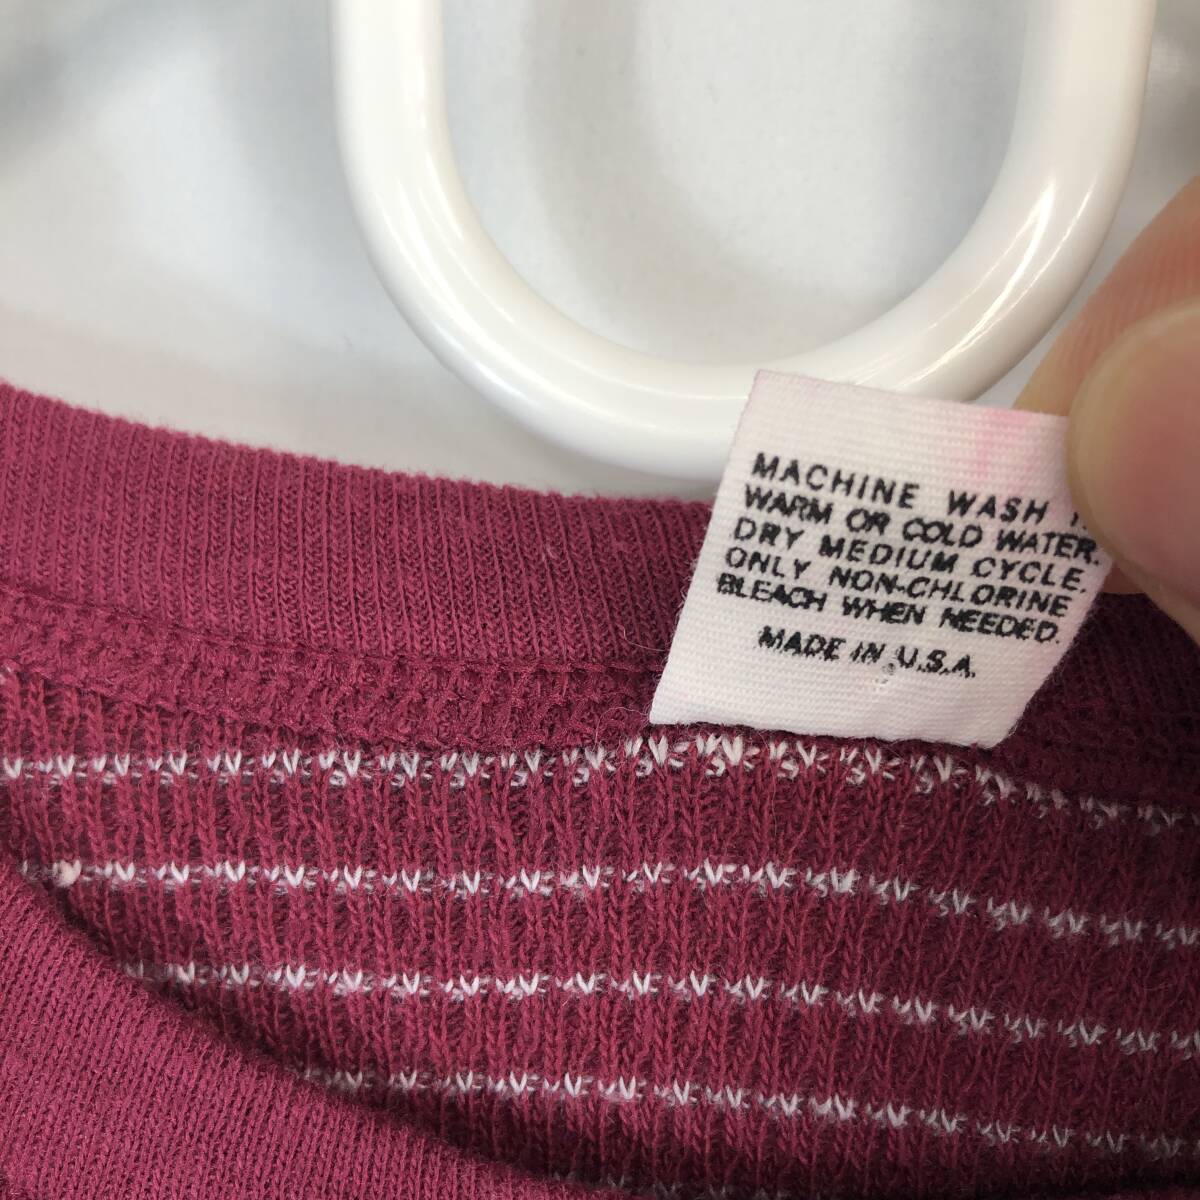 MACHINE WASH
WARM OR COLD WATER.
DRY MEDIUM CYCLE.
ONLY NON-CHLORINE
BLEACH WHEN NEEDED.
MADE IN U.S.A.